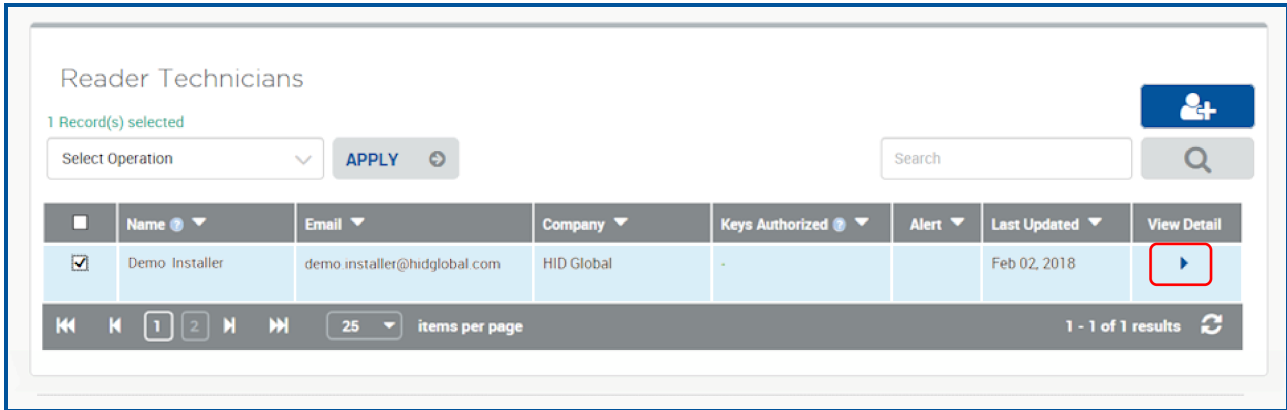 Reader Technicians
1 Record(s) selected
Select Operation APPLY Search
Name ? Email Company Keys Authorized ? Alert Last Updated View Detail
Demo Installer demo.installer@hidglobal.com HID Global - Feb 02, 2018
1 2 25 items per page 1 - 1 of 1 results